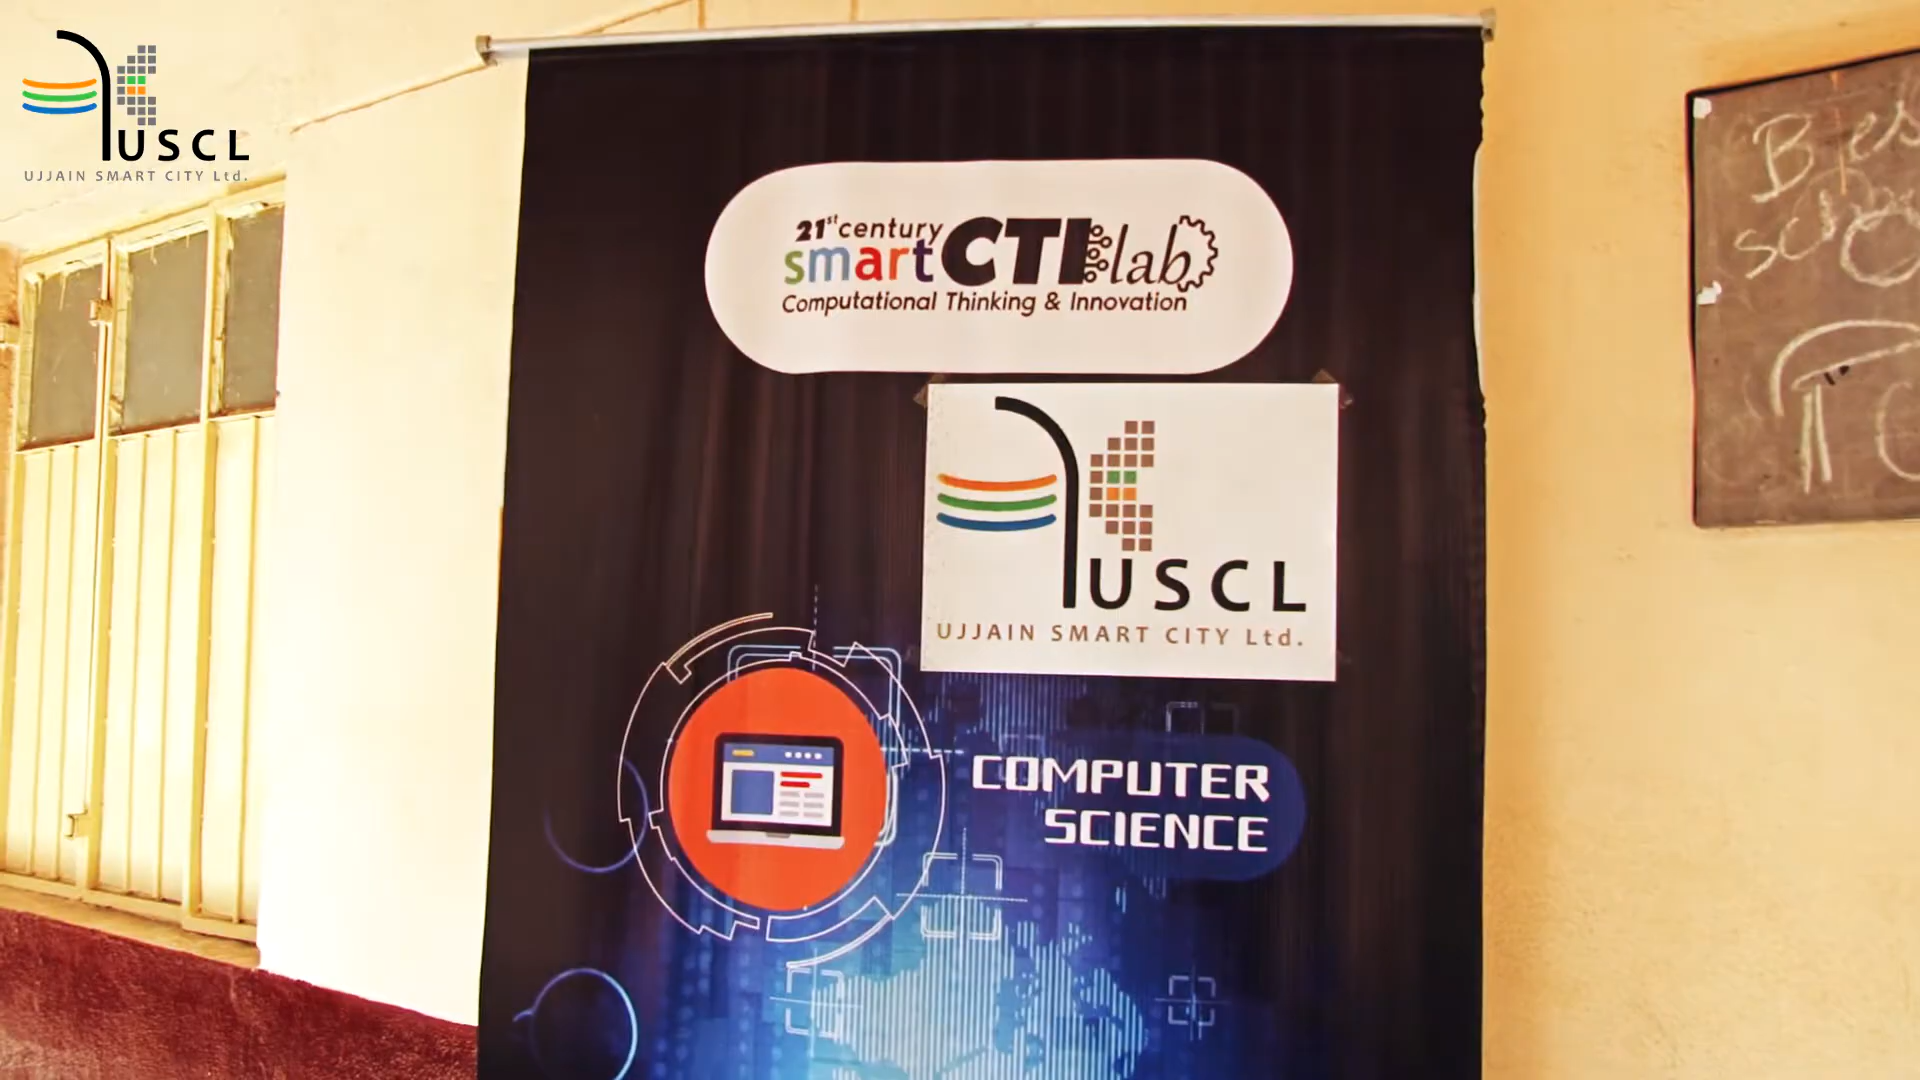 USCL
UJJAIN SMART CITY Ltd.
21st century
smart CTI lab
Computational Thinking & Innovation
USCL
UJJAIN SMART CITY Ltd.
COMPUTER
SCIENCE